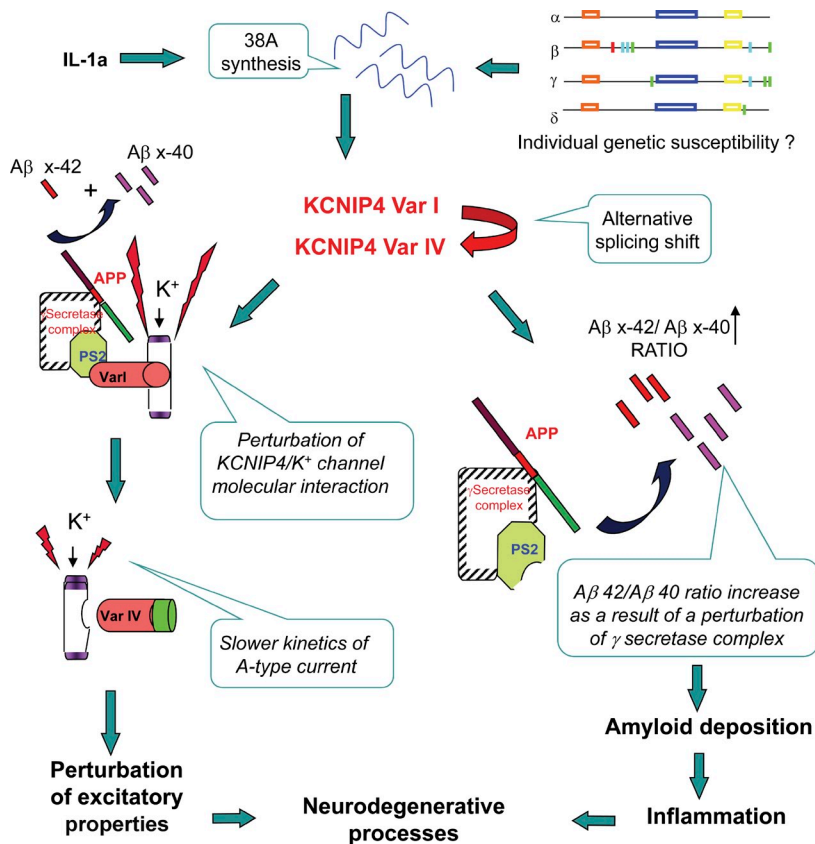 α
β
γ
δ
IL-1a
38A
synthesis
Individual genetic susceptibility ?
Aβ x-42
+
Aβ x-40
KCNIP4 Var I
KCNIP4 Var IV
Alternative
splicing shift
APP
K+
γSecretase
complex
PS2
VarI
Perturbation of
KCNIP4/K+ channel
molecular interaction
Aβ x-42/ Aβ x-40
RATIO
APP
γSecretase
complex
PS2
K+
Var IV
Slower kinetics of
A-type current
Aβ 42/Aβ 40 ratio increase
as a result of a perturbation
of γ secretase complex
Amyloid deposition
Perturbation
of excitatory
properties
Neurodegenerative
processes
Inflammation